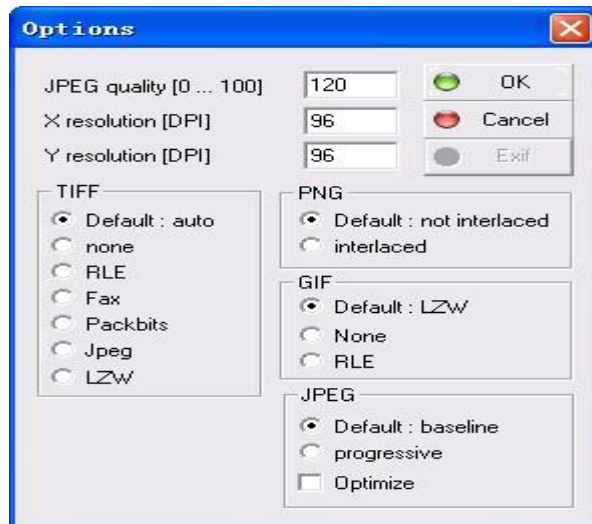 Options
JPEG quality [0 ... 100] 120 OK
X resolution [DPI] 96 Cancel
Y resolution [DPI] 96 Exif
TIFF
Default : auto
none
RLE
Fax
Packbits
Jpeg
LZW
PNG
Default : not interlaced
interlaced
GIF
Default : LZW
None
RLE
JPEG
Default : baseline
progressive
Optimize